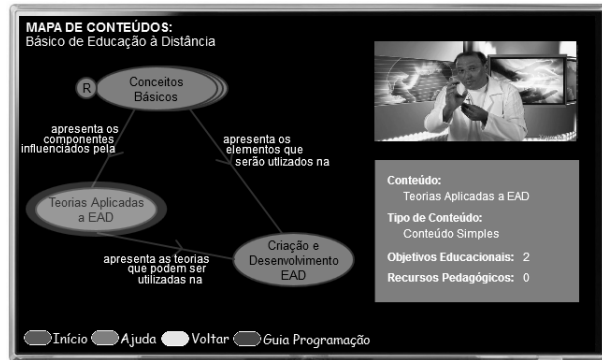 MAPA DE CONTEÚDOS:
Básico de Educação à Distância
R
Conceitos
Básicos
apresenta os
componentes
influenciados pela
apresenta os
elementos que
serão utlizados na
Teorias Aplicadas
a EAD
apresenta as teorias
que podem ser
utilizadas na
Criação e
Desenvolvimento
EAD
Conteúdo:
Teorias Aplicadas a EAD
Tipo de Conteúdo:
Conteúdo Simples
Objetivos Educacionais: 2
Recursos Pedagógicos: 0
Início Ajuda Voltar Guia Programação